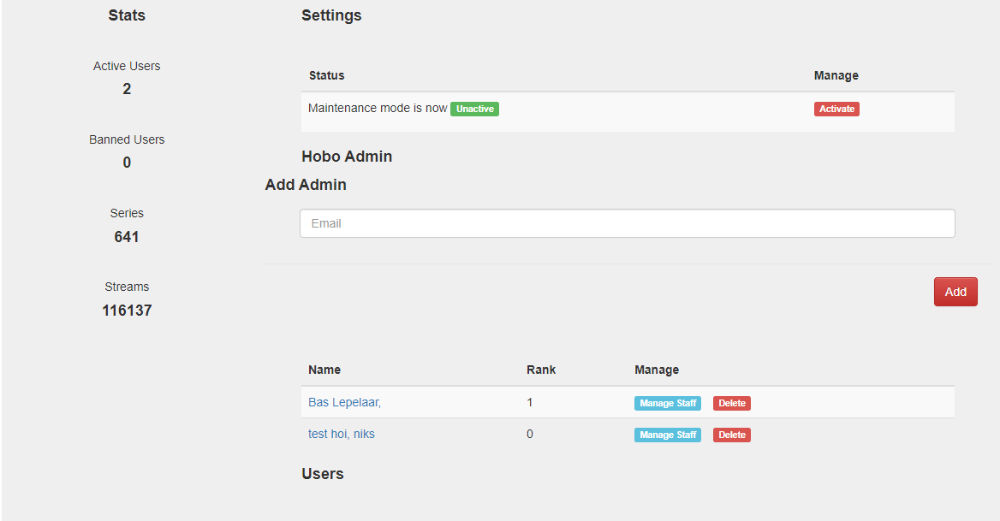 Stats
Active Users
2
Banned Users
0
Series
641
Streams
116137
Settings
Status Manage
Maintenance mode is now Unactive Activate
Hobo Admin
Add Admin
Email
Add
Name Rank Manage
Bas Lepelaar, 1 Manage Staff Delete
test hoi, niks 0 Manage Staff Delete
Users